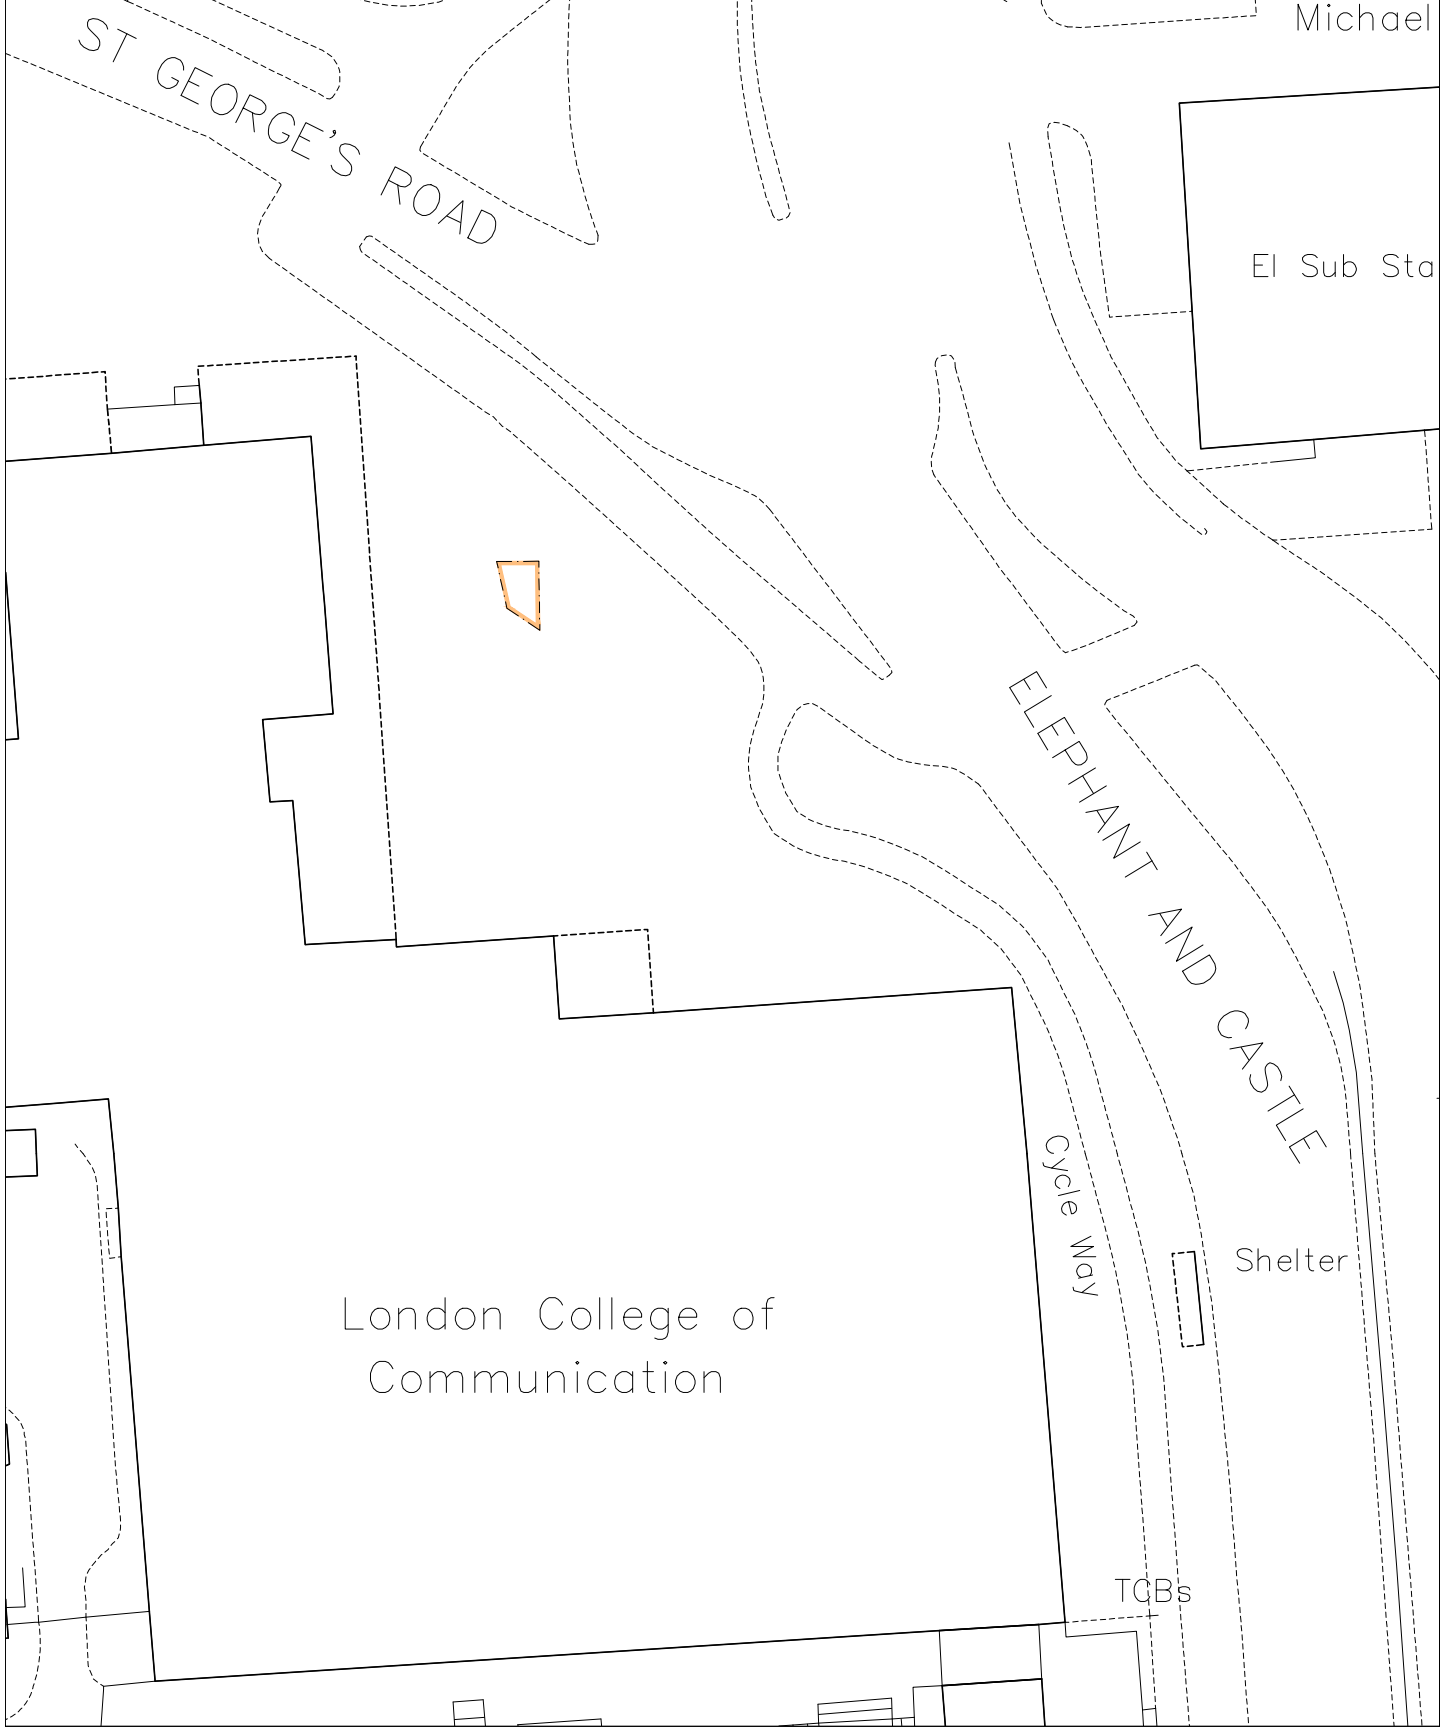 Michael
ST GEORGE'S ROAD
El Sub Sta
ELEPHANT AND CASTLE
Cycle Way
Shelter
London College of
Communication
TCBs